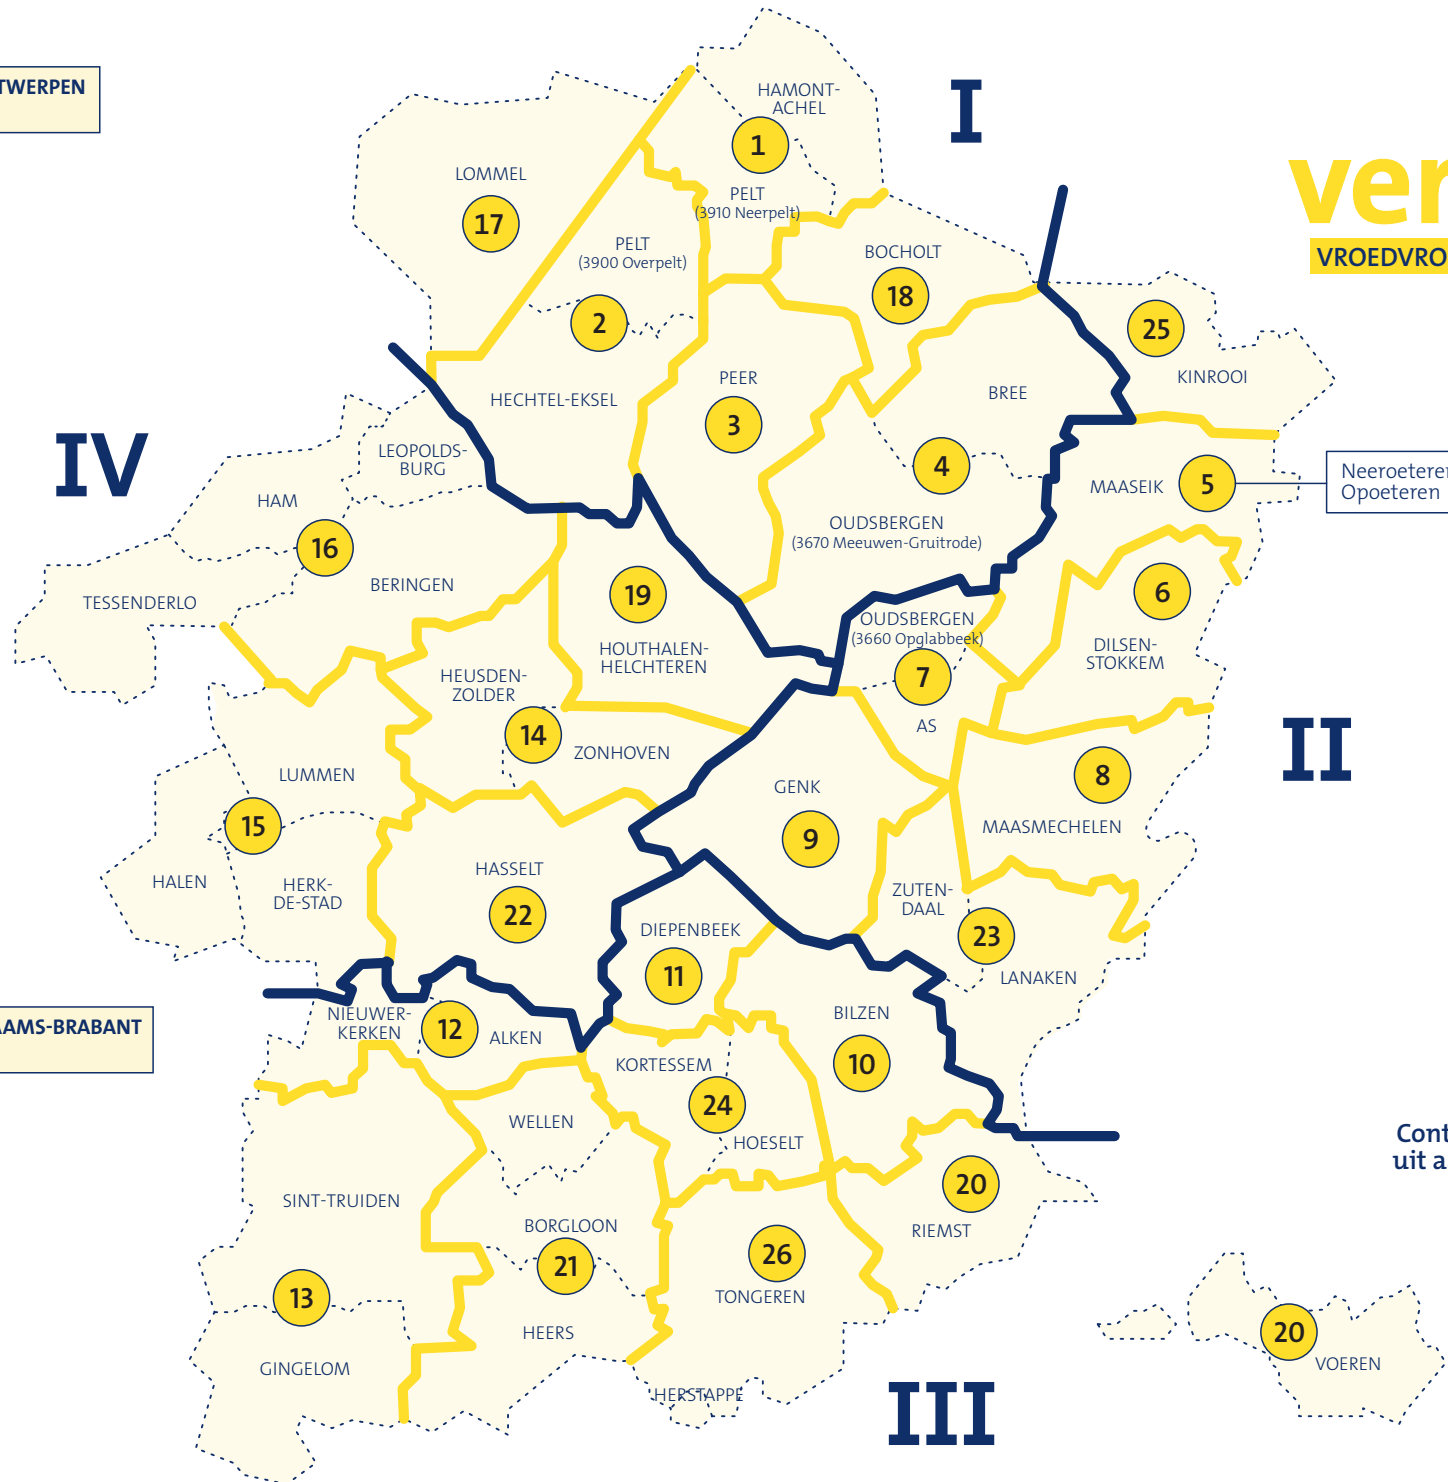 TWERPEN
I
HAMONT-
ACHEL
1
PELT
(3910 Neerpelt)
LOMMEL
17
PELT
(3900 Overpelt)
2
HECHTEL-EKSEL
BOCHOLT
18
ver
VROEDVRO
25
KINROOI
PEER
3
BREE
4
IV
LEOPOLDS-
BURG
HAM
16
BERINGEN
TESSENDERLO
MAASEIK
5
Neeroeteren
Opoeteren
OUDSBERGEN
(3670 Meeuwen-Gruitrode)
19
HOUTHALEN-
HELCHTEREN
6
DILSEN-
STOKKEM
OUDSBERGEN
(3660 Opglabbeek)
7
AS
HEUSDEN-
ZOLDER
14
ZONHOVEN
II
LUMMEN
15
HALEN
HERK-
DE-STAD
GENK
9
8
MAASMECHELEN
HASSELT
22
ZUTEN-
DAAL
23
LANAKEN
DIEPENBEEK
11
AAMS-BRABANT
NIEUWER-
KERKEN
12
ALKEN
BILZEN
10
KORTESSEM
24
HOESELT
WELLEN
Cont
uit a
SINT-TRUIDEN
13
GINGELOM
BORGLOON
21
HEERS
20
RIEMST
26
TONGEREN
HERSTAPPE
III
20
VOEREN